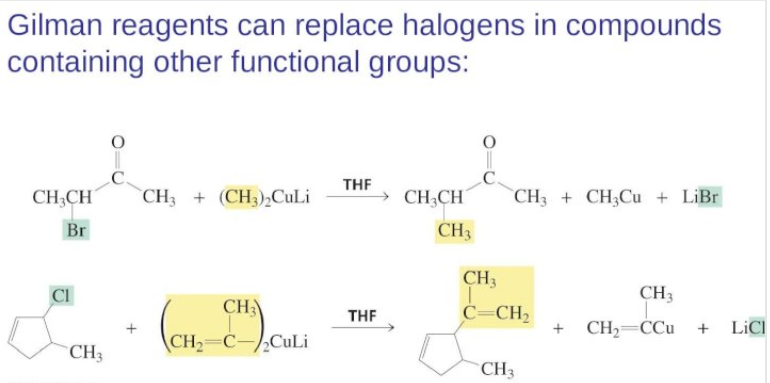 Gilman reagents can replace halogens in compounds
containing other functional groups:
O
C
CH₃CH CH₃ + (CH₃)₂CuLi THF CH₃CH CH₃ + CH₃Cu + LiBr
Br
O
C
CH₃
Cl
CH₃
+ (CH₂=C–)₂CuLi THF
CH₃
CH₃
C=CH₂
CH₃
+ CH₂=CCu + LiCl
CH₃